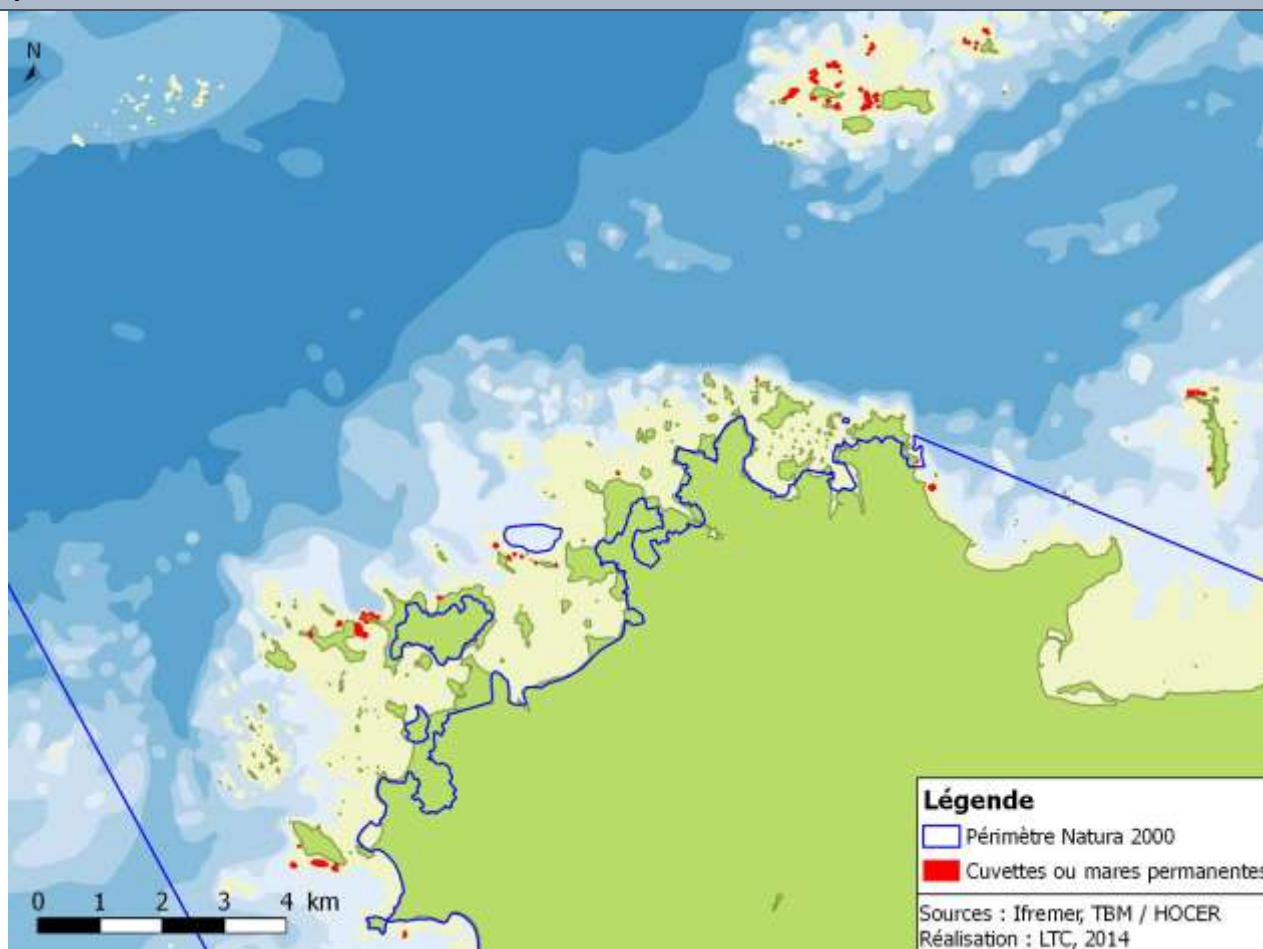 N
Légende
Périmètre Natura 2000
Cuvettes ou mares permanentes
Sources : Ifremer, TBM / HOCER
Réalisation : LTC, 2014
0 1 2 3 4 km